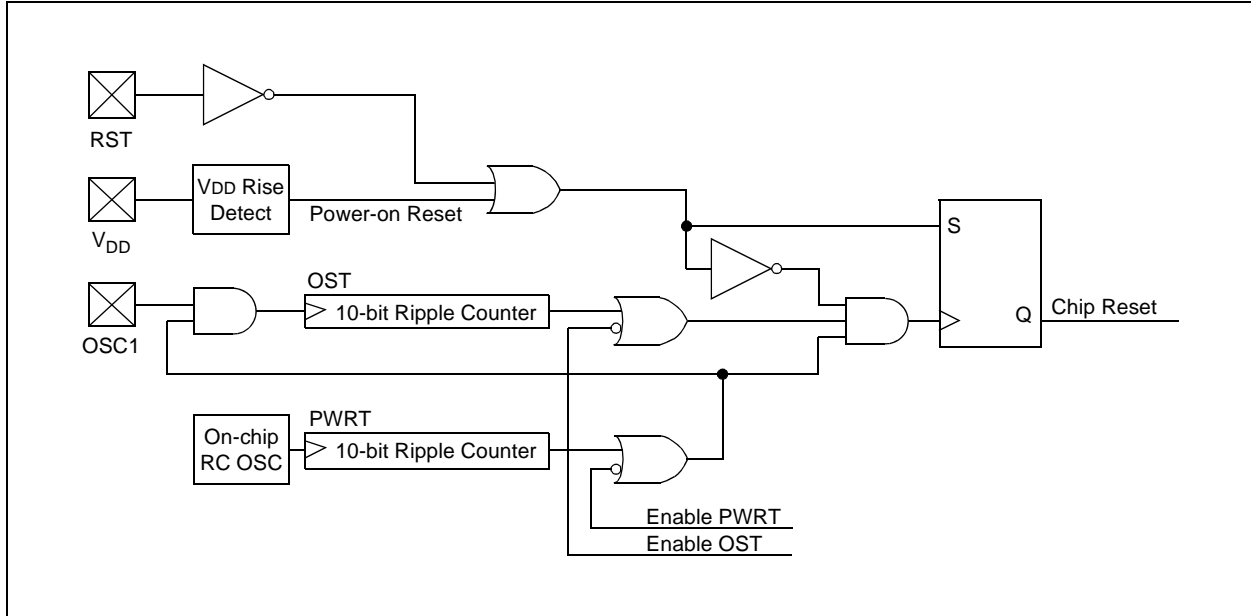 RST
VDD Rise
Detect
Power-on Reset
VDD
S
OST
10-bit Ripple Counter
OSC1
Q
Chip Reset
PWRT
On-chip
RC OSC
10-bit Ripple Counter
Enable PWRT
Enable OST